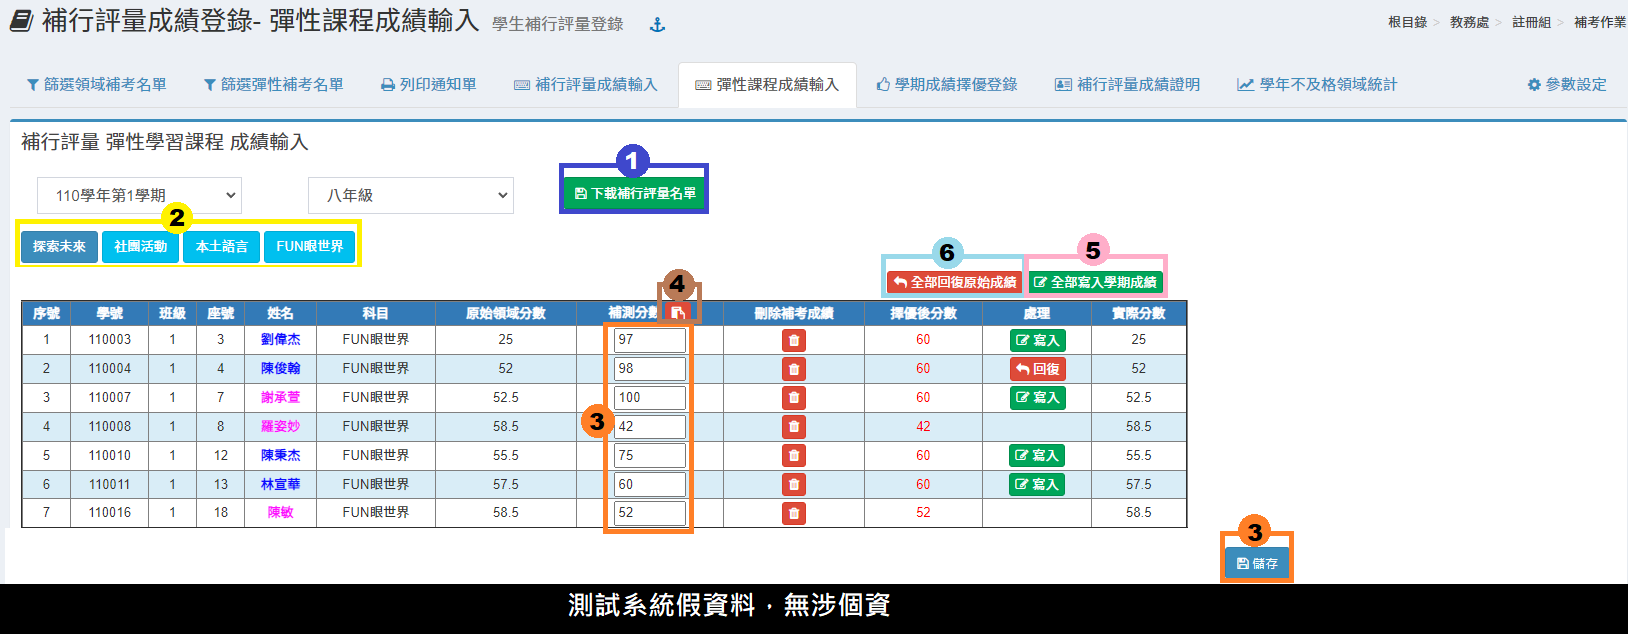 補行評量成績登錄- 彈性課程成績輸入 學生補行評量登錄
根目錄 > 教務處 > 註冊組 > 補考作業
篩選領域補考名單 篩選彈性補考名單 列印通知單 補行評量成績輸入 彈性課程成績輸入 學期成績擇優登錄 補行評量成績證明 學年不及格領域統計 參數設定
補行評量 彈性學習課程 成績輸入
1
110學年第1學期 八年級 下載補行評量名單
2
探索未來 社團活動 本土語言 FUN眼世界
6 5
全部回復原始成績 全部寫入學期成績
4
序號 學號 班級 座號 姓名 科目 原始領域分數 補測分數 刪除補考成績 擇優後分數 處理 實際分數
1 110003 1 3 劉偉杰 FUN眼世界 25 97 60 寫入 25
2 110004 1 4 陳俊翰 FUN眼世界 52 98 60 回復 52
3 110007 1 7 謝承萱 FUN眼世界 52.5 100 60 寫入 52.5
3
4 110008 1 8 羅姿妙 FUN眼世界 58.5 42 42 58.5
5 110010 1 12 陳秉杰 FUN眼世界 55.5 75 60 寫入 55.5
6 110011 1 13 林宣華 FUN眼世界 57.5 60 60 寫入 57.5
7 110016 1 18 陳敏 FUN眼世界 58.5 52 52 58.5
3
儲存
測試系統假資料，無涉個資